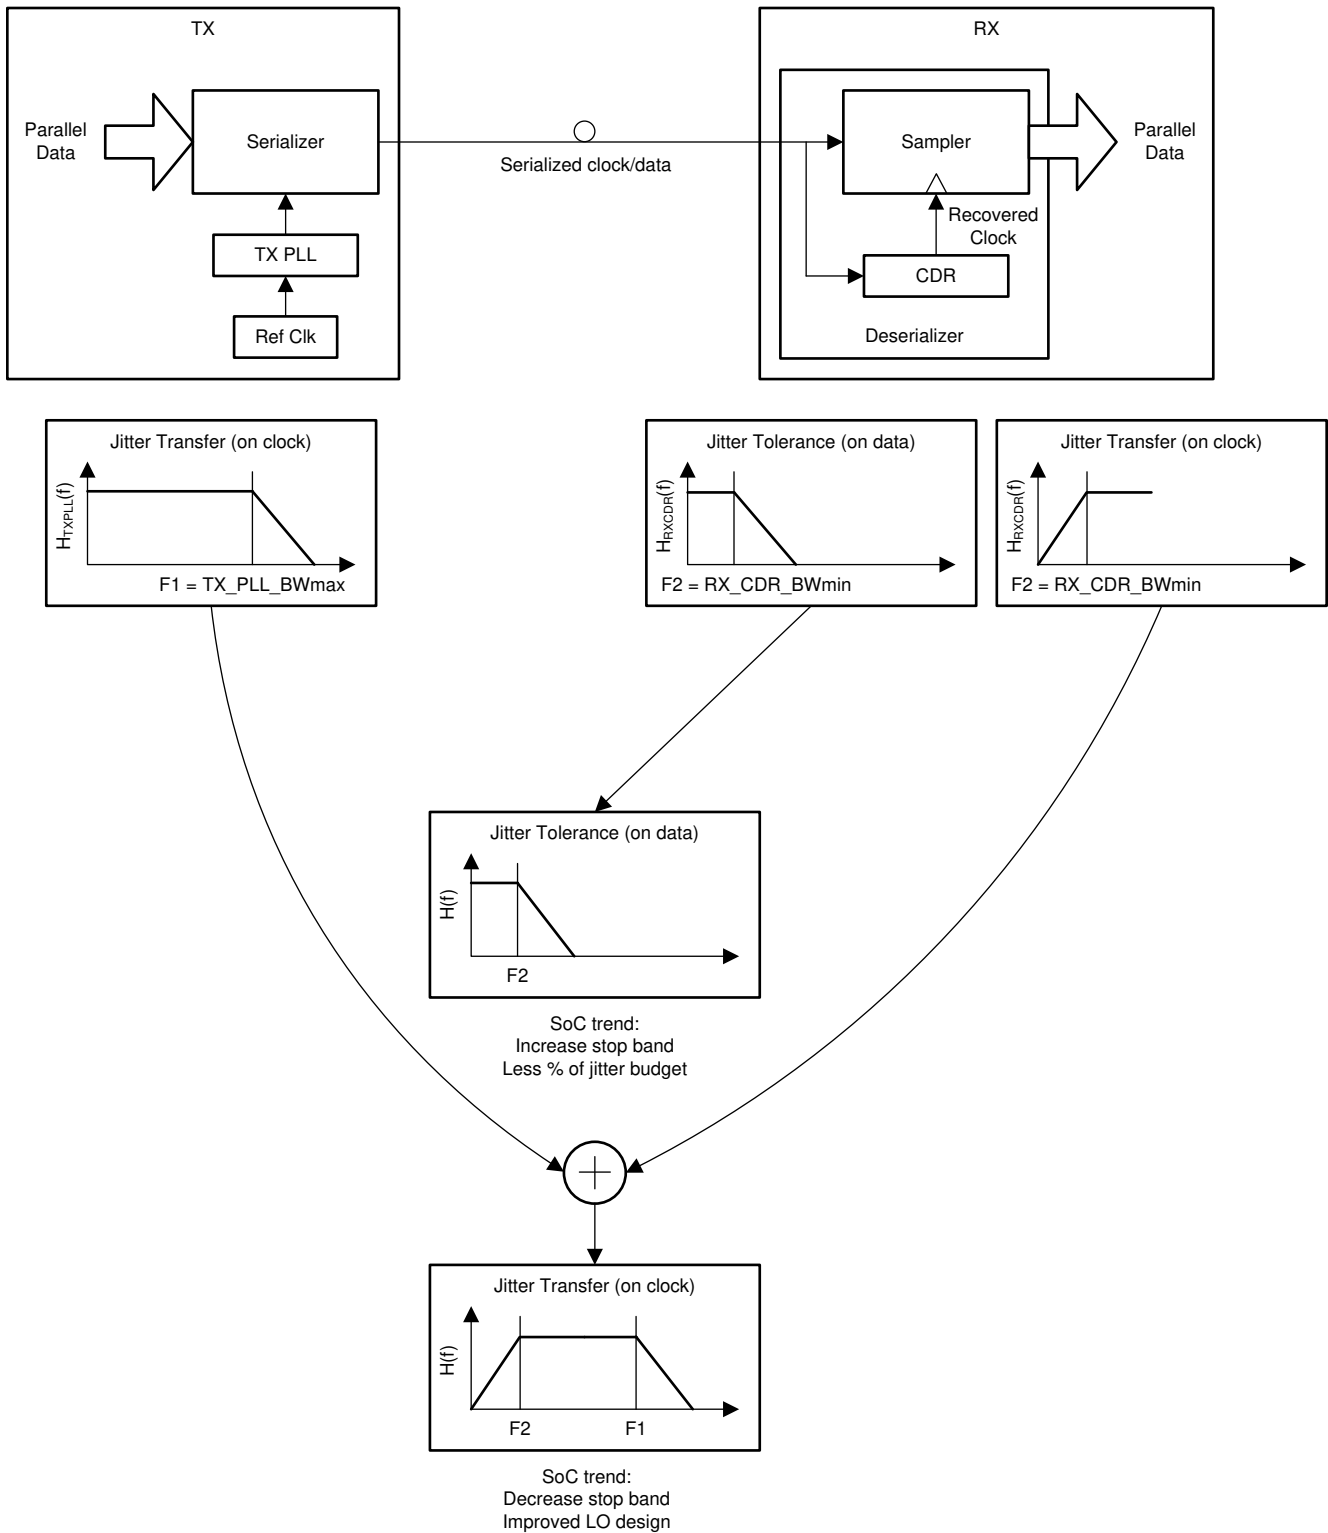 TX
Parallel
Data
Serializer
TX PLL
Ref Clk
Serialized clock/data
RX
Sampler
Recovered
Clock
CDR
Deserializer
Parallel
Data
Jitter Transfer (on clock)
HTXPLL(f)
F1 = TX_PLL_BWmax
Jitter Tolerance (on data)
HRXCDR(f)
F2 = RX_CDR_BWmin
Jitter Transfer (on clock)
HRXCDR(f)
F2 = RX_CDR_BWmin
Jitter Tolerance (on data)
H(f)
F2
SoC trend:
Increase stop band
Less % of jitter budget
Jitter Transfer (on clock)
H(f)
F2
F1
SoC trend:
Decrease stop band
Improved LO design